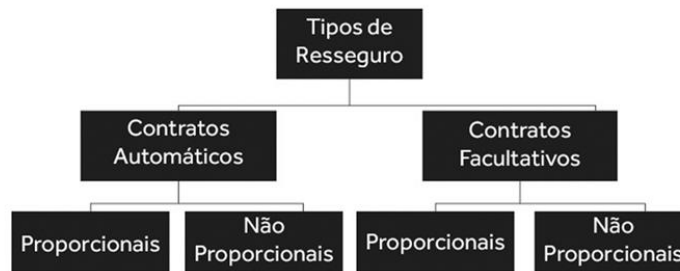 Tipos de
Resseguro
Contratos
Automáticos
Contratos
Facultativos
Proporcionais
Não
Proporcionais
Proporcionais
Não
Proporcionais